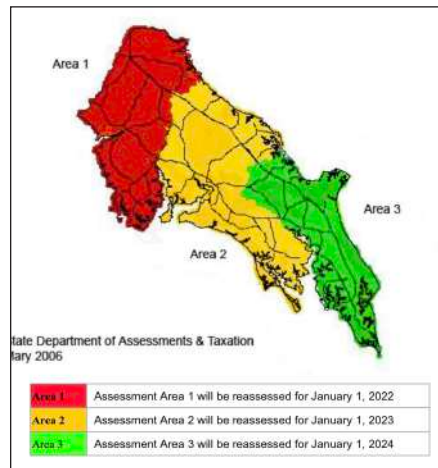 Area 1
Area 3
Area 2
tate Department of Assessments & Taxation
ary 2006
Area 1 Assessment Area 1 will be reassessed for January 1, 2022
Area 2 Assessment Area 2 will be reassessed for January 1, 2023
Area 3 Assessment Area 3 will be reassessed for January 1, 2024